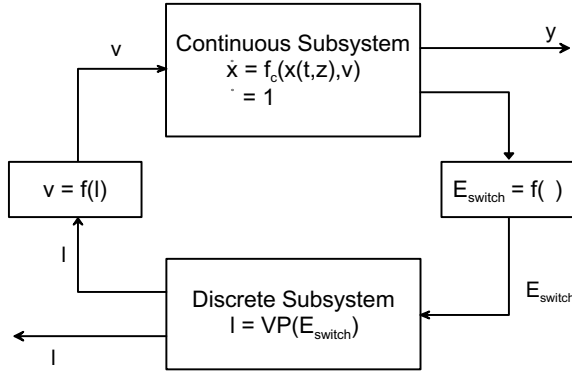 Continuous Subsystem
ẋ = f_c(x(t,z),v)
˙ = 1
v
y
v = f(l)
E_switch = f( )
l
E_switch
Discrete Subsystem
l = VP(E_switch)
l